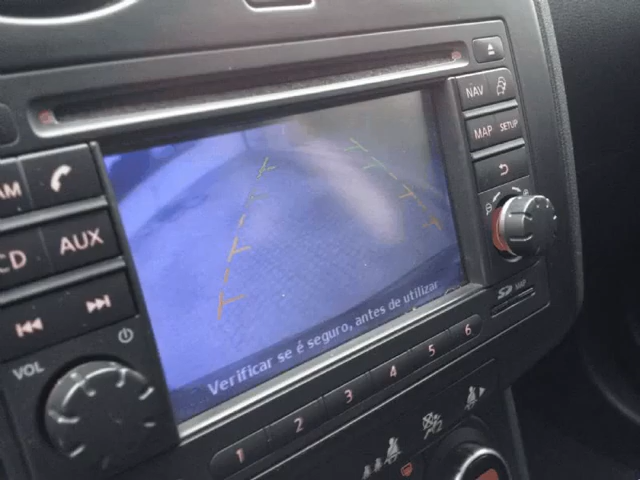 NAV
MAP SETUP
AM
CD AUX
VOL
Verificar se é seguro, antes de utilizar
1 2 3 4 5 6